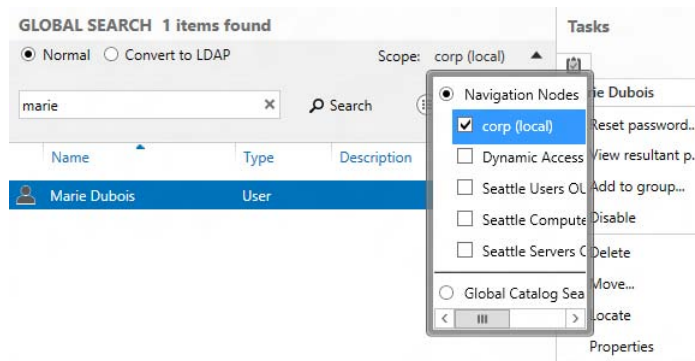 GLOBAL SEARCH 1 items found
Normal Convert to LDAP Scope: corp (local)
marie Search
Name Type Description
Marie Dubois User
Navigation Nodes
corp (local)
Dynamic Access
Seattle Users OU
Seattle Compute
Seattle Servers
Global Catalog Sea
Tasks
rie Dubois
Reset password...
View resultant p...
Add to group...
Disable
Delete
Move...
Locate
Properties